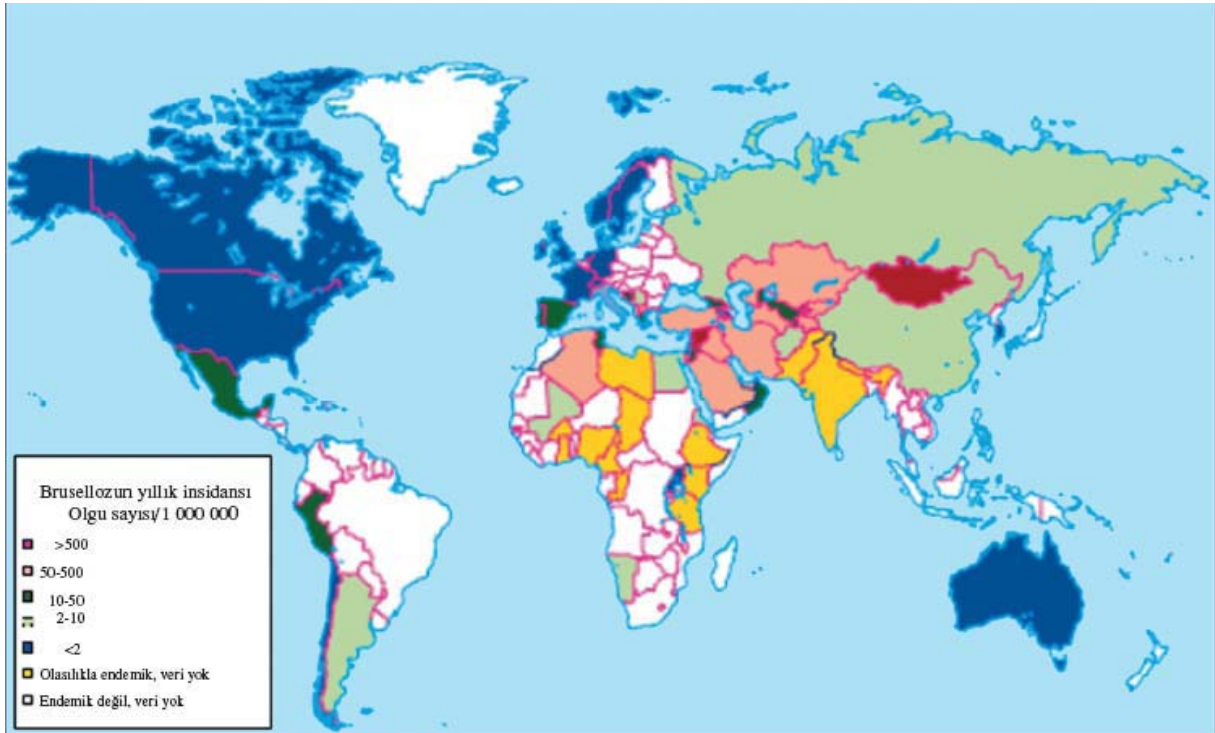 Brusellozun yıllık insidansı
Olgu sayısı/1 000 000
>500
50-500
10-50
2-10
<2
Olasılıkla endemik, veri yok
Endemik değil, veri yok